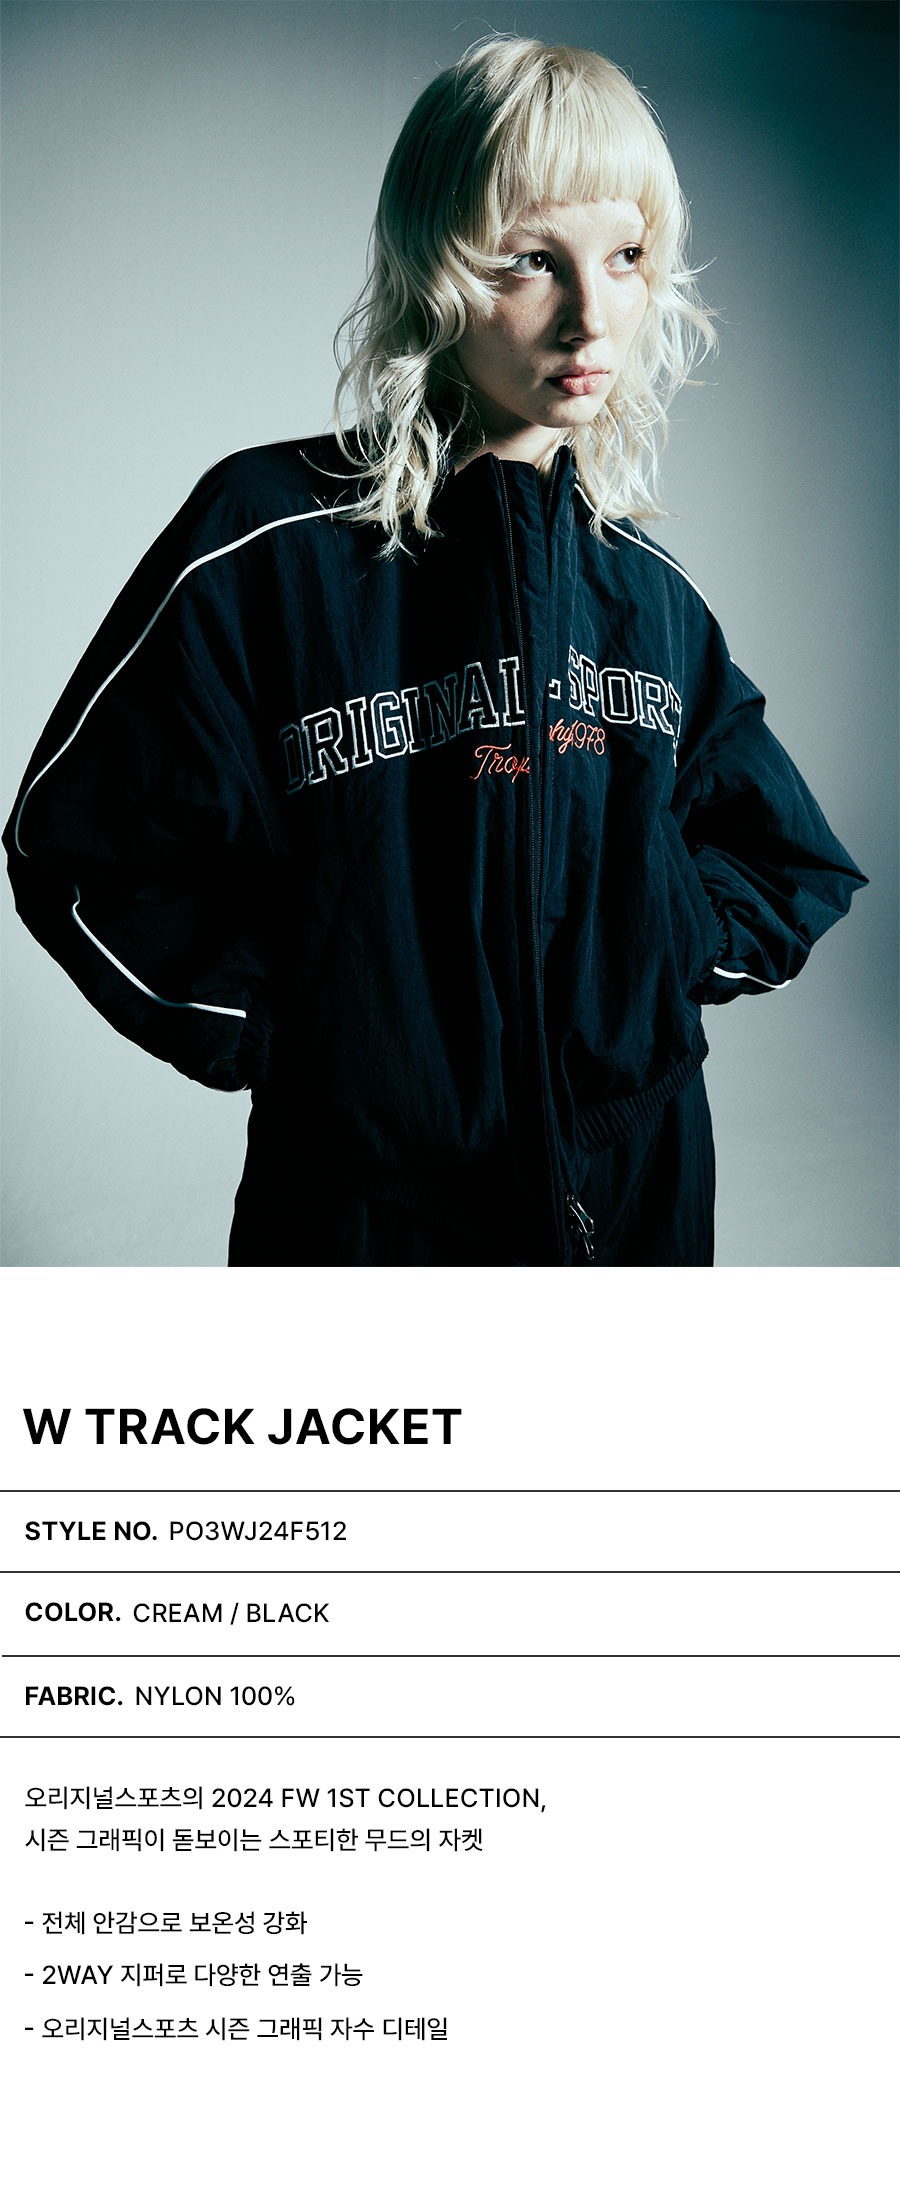 ORIGINAL SPORTS
1978
W TRACK JACKET
STYLE NO. PO3WJ24F512
COLOR. CREAM / BLACK
FABRIC. NYLON 100%
오리지널스포츠의 2024 FW 1ST COLLECTION,
시즌 그래픽이 돋보이는 스포티한 무드의 자켓
- 전체 안감으로 보온성 강화
- 2WAY 지퍼로 다양한 연출 가능
- 오리지널스포츠 시즌 그래픽 자수 디테일